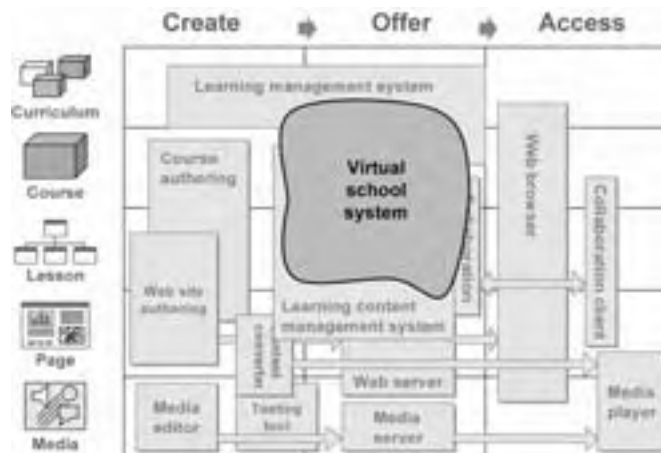 Create
Offer
Access
Curriculum
Learning management system
Course
Course
authoring
Virtual
school
system
Web browser
Collaboration client
Lesson
Web site
authoring
Learning content
management system
converter
Page
Web server
Media
Media
editor
Testing
tool
Media
server
Media
player